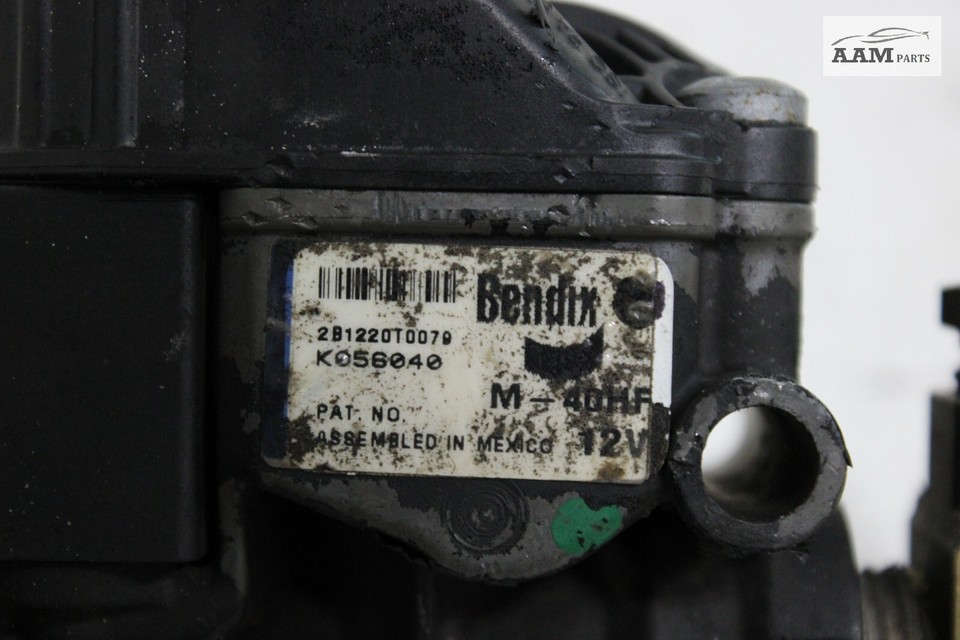 AAM PARTS
Bendix
2B1220T0079
K056040
M-40HF
PAT. NO.
ASSEMBLED IN MEXICO 12V